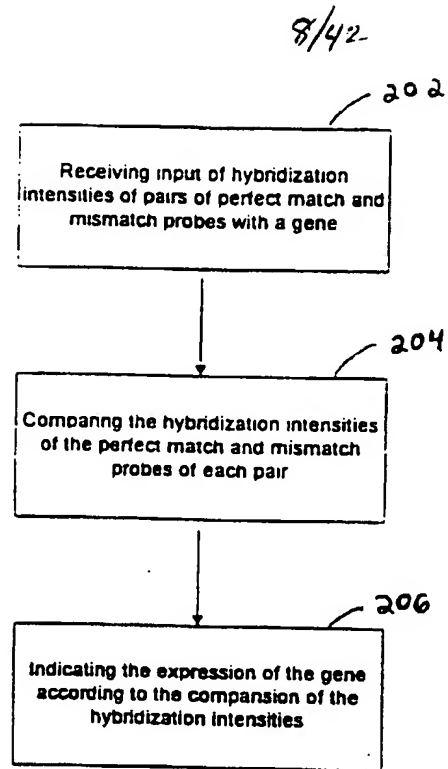 8/42
202
Receiving input of hybridization
intensities of pairs of perfect match and
mismatch probes with a gene
204
Comparing the hybridization intensities
of the perfect match and mismatch
probes of each pair
206
Indicating the expression of the gene
according to the comparsion of the
hybridization intensities